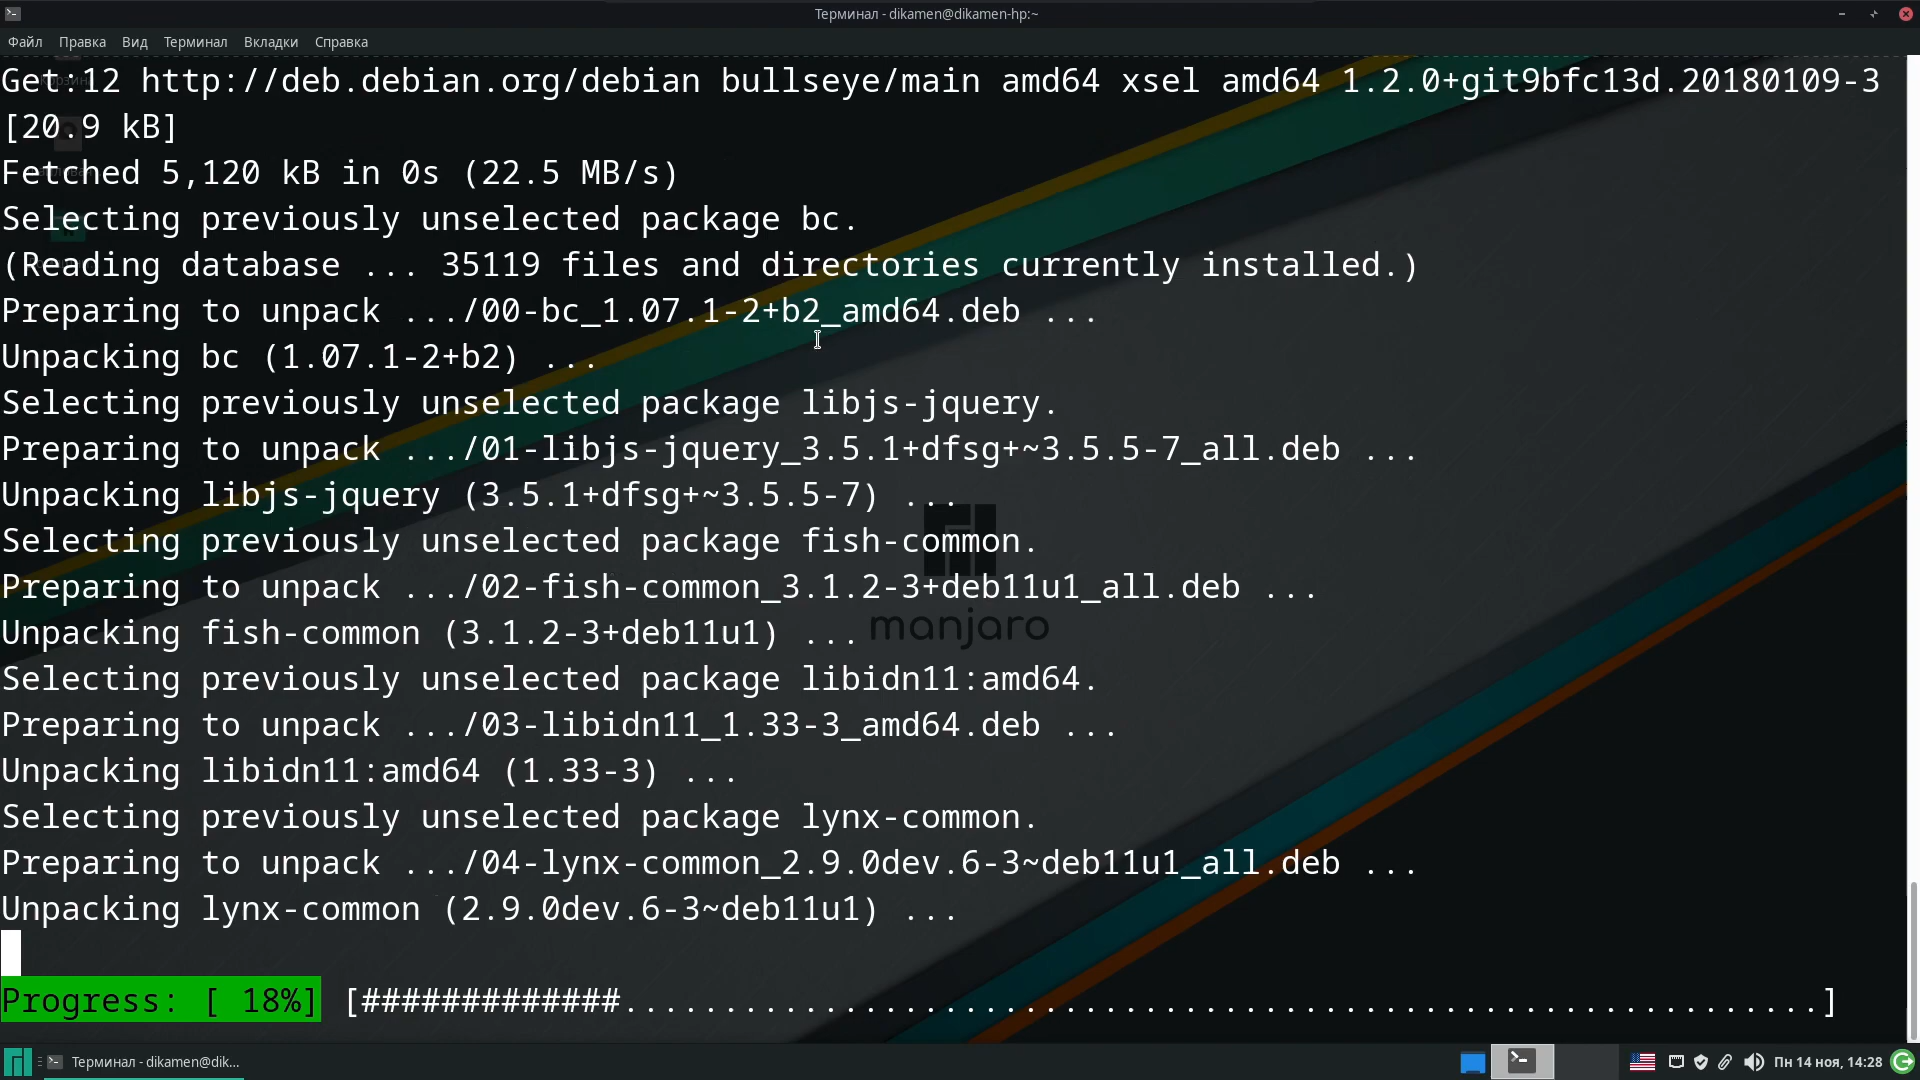 Терминал - dikamen@dikamen-hp:~
Файл Правка Вид Терминал Вкладки Справка
Get:12 http://deb.debian.org/debian bullseye/main amd64 xsel amd64 1.2.0+git9bfc13d.20180109-3
[20.9 kB]
Fetched 5,120 kB in 0s (22.5 MB/s)
Selecting previously unselected package bc.
(Reading database ... 35119 files and directories currently installed.)
Preparing to unpack .../00-bc_1.07.1-2+b2_amd64.deb ...
Unpacking bc (1.07.1-2+b2) ...
Selecting previously unselected package libjs-jquery.
Preparing to unpack .../01-libjs-jquery_3.5.1+dfsg+~3.5.5-7_all.deb ...
Unpacking libjs-jquery (3.5.1+dfsg+~3.5.5-7) ...
Selecting previously unselected package fish-common.
Preparing to unpack .../02-fish-common_3.1.2-3+deb11u1_all.deb ...
Unpacking fish-common (3.1.2-3+deb11u1) ...
manjaro
Selecting previously unselected package libidn11:amd64.
Preparing to unpack .../03-libidn11_1.33-3_amd64.deb ...
Unpacking libidn11:amd64 (1.33-3) ...
Selecting previously unselected package lynx-common.
Preparing to unpack .../04-lynx-common_2.9.0dev.6-3~deb11u1_all.deb ...
Unpacking lynx-common (2.9.0dev.6-3~deb11u1) ...
Progress: [ 18%] [#############............................................................]
Терминал - dikamen@dik...
Пн 14 ноя, 14:28